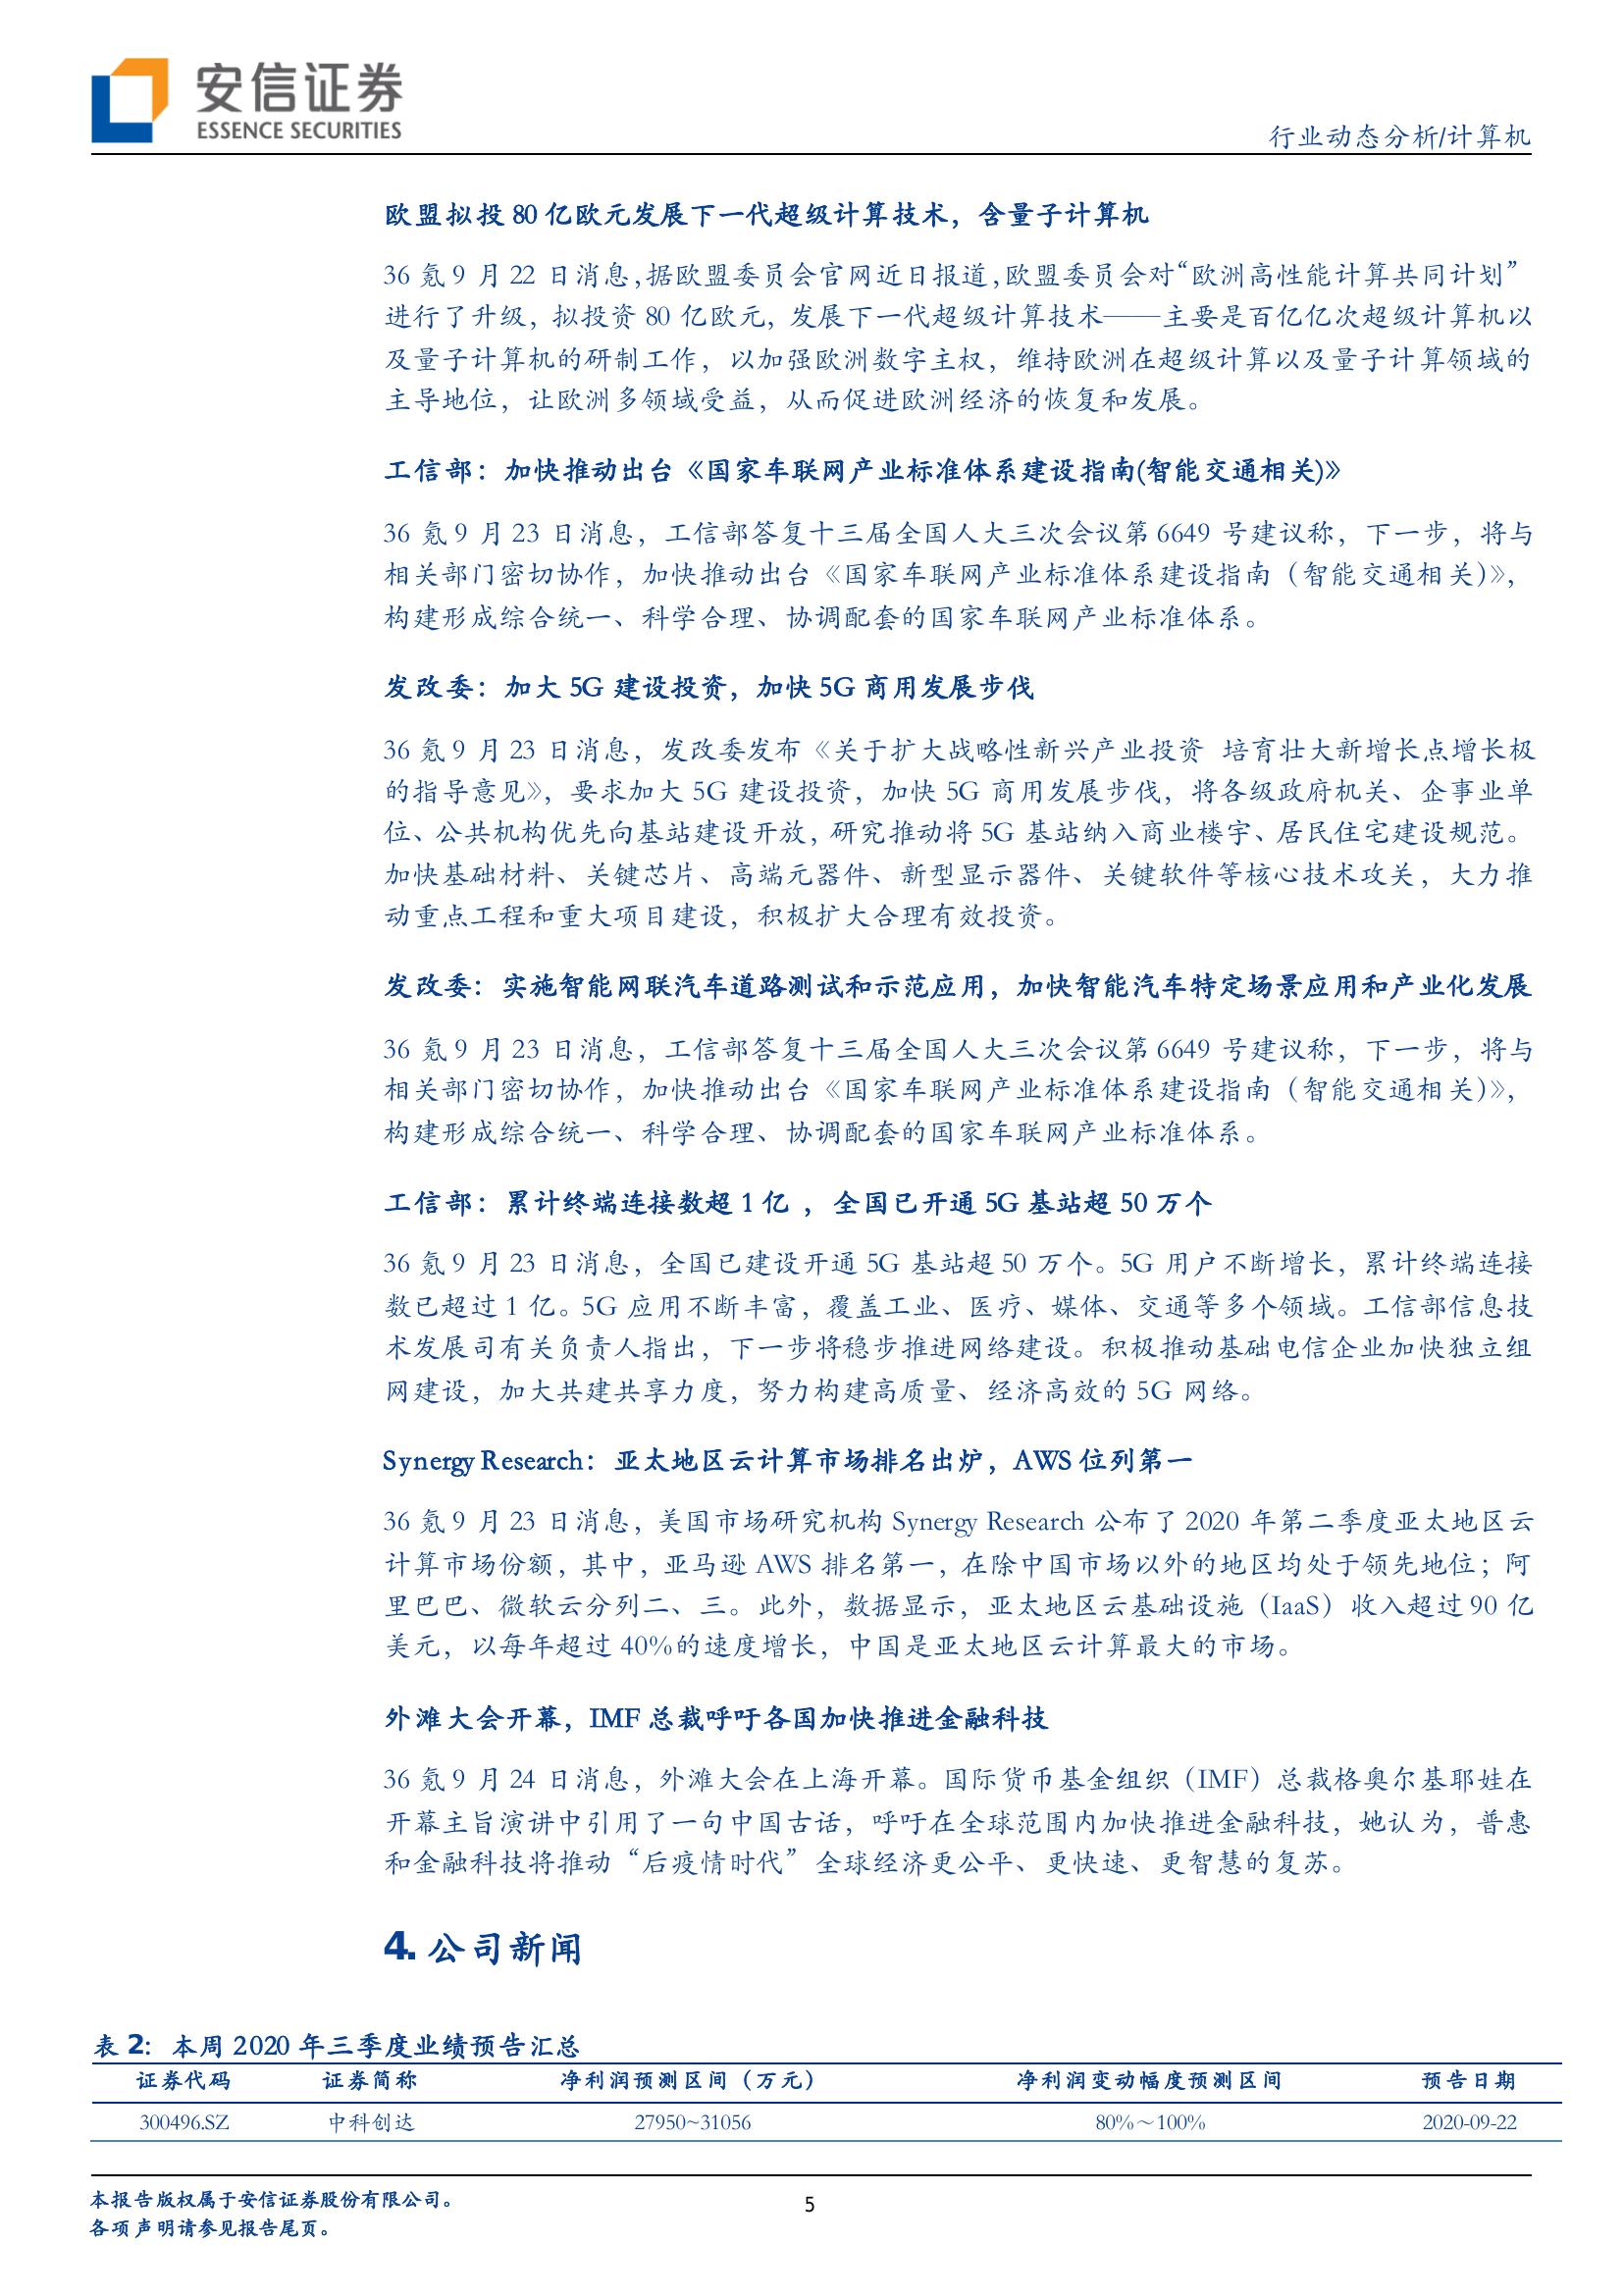 安信证券
ESSENCE SECURITIES
行业动态分析/计算机
欧盟拟投 80 亿欧元发展下一代超级计算技术，含量子计算机
36 氪 9 月 22 日消息，据欧盟委员会官网近日报道，欧盟委员会对“欧洲高性能计算共同计划”
进行了升级，拟投资 80 亿欧元，发展下一代超级计算技术——主要是百亿亿次超级计算机以
及量子计算机的研制工作，以加强欧洲数字主权，维持欧洲在超级计算以及量子计算领域的
主导地位，让欧洲多领域受益，从而促进欧洲经济的恢复和发展。
工信部：加快推动出台《国家车联网产业标准体系建设指南(智能交通相关)》
36 氪 9 月 23 日消息，工信部答复十三届全国人大三次会议第 6649 号建议称，下一步，将与
相关部门密切协作，加快推动出台《国家车联网产业标准体系建设指南（智能交通相关）》，
构建形成综合统一、科学合理、协调配套的国家车联网产业标准体系。
发改委：加大 5G 建设投资，加快 5G 商用发展步伐
36 氪 9 月 23 日消息，发改委发布《关于扩大战略性新兴产业投资 培育壮大新增长点增长极
的指导意见》，要求加大 5G 建设投资，加快 5G 商用发展步伐，将各级政府机关、企事业单
位、公共机构优先向基站建设开放，研究推动将 5G 基站纳入商业楼宇、居民住宅建设规范。
加快基础材料、关键芯片、高端元器件、新型显示器件、关键软件等核心技术攻关，大力推
动重点工程和重大项目建设，积极扩大合理有效投资。
发改委：实施智能网联汽车道路测试和示范应用，加快智能汽车特定场景应用和产业化发展
36 氪 9 月 23 日消息，工信部答复十三届全国人大三次会议第 6649 号建议称，下一步，将与
相关部门密切协作，加快推动出台《国家车联网产业标准体系建设指南（智能交通相关）》，
构建形成综合统一、科学合理、协调配套的国家车联网产业标准体系。
工信部：累计终端连接数超 1 亿 ，全国已开通 5G 基站超 50 万个
36 氪 9 月 23 日消息，全国已建设开通 5G 基站超 50 万个。5G 用户不断增长，累计终端连接
数已超过 1 亿。5G 应用不断丰富，覆盖工业、医疗、媒体、交通等多个领域。工信部信息技
术发展司有关负责人指出，下一步将稳步推进网络建设。积极推动基础电信企业加快独立组
网建设，加大共建共享力度，努力构建高质量、经济高效的 5G 网络。
Synergy Research：亚太地区云计算市场排名出炉，AWS 位列第一
36 氪 9 月 23 日消息，美国市场研究机构 Synergy Research 公布了 2020 年第二季度亚太地区云
计算市场份额，其中，亚马逊 AWS 排名第一，在除中国市场以外的地区均处于领先地位；阿
里巴巴、微软云分列二、三。此外，数据显示，亚太地区云基础设施（IaaS）收入超过 90 亿
美元，以每年超过 40%的速度增长，中国是亚太地区云计算最大的市场。
外滩大会开幕，IMF 总裁呼吁各国加快推进金融科技
36 氪 9 月 24 日消息，外滩大会在上海开幕。国际货币基金组织（IMF）总裁格奥尔基耶娃在
开幕主旨演讲中引用了一句中国古话，呼吁在全球范围内加快推进金融科技，她认为，普惠
和金融科技将推动“后疫情时代”全球经济更公平、更快速、更智慧的复苏。
4. 公司新闻
表 2：本周 2020 年三季度业绩预告汇总
证券代码 证券简称 净利润预测区间（万元） 净利润变动幅度预测区间 预告日期
300496.SZ 中科创达 27950~31056 80%～100% 2020-09-22
本报告版权属于安信证券股份有限公司。
各项声明请参见报告尾页。
5